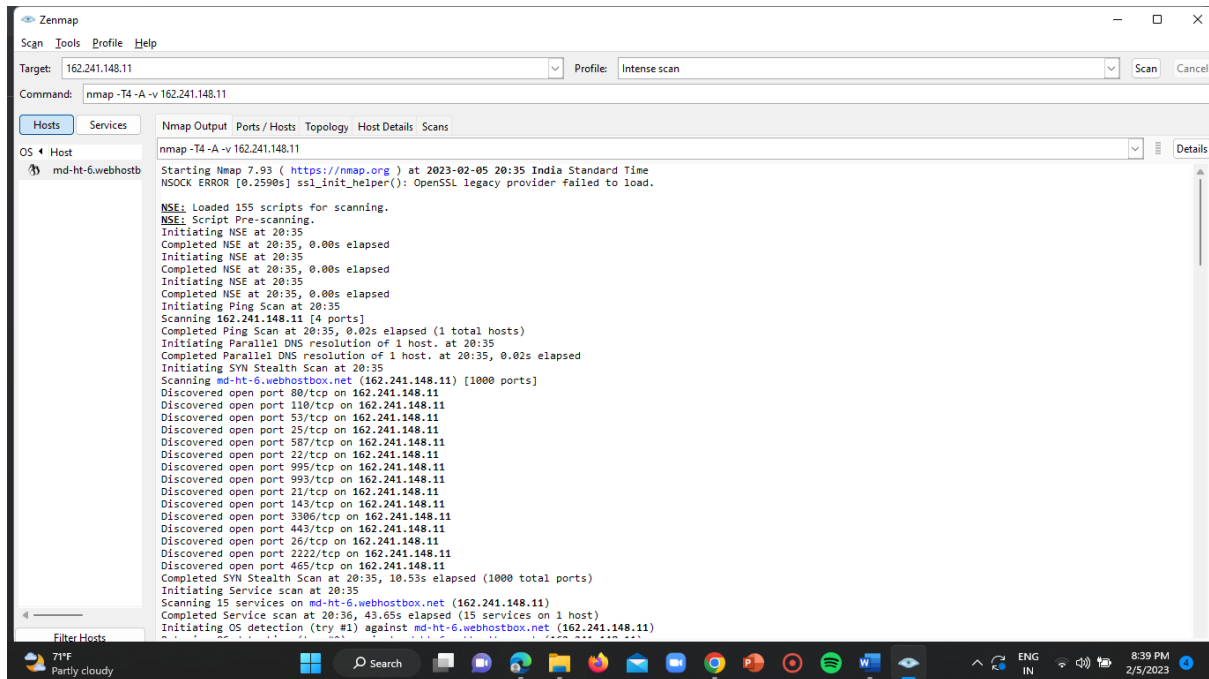 Zenmap
Scan Tools Profile Help
Target: 162.241.148.11 Profile: Intense scan Scan Cancel
Command: nmap -T4 -A -v 162.241.148.11
Hosts Services Nmap Output Ports / Hosts Topology Host Details Scans
OS Host nmap -T4 -A -v 162.241.148.11 Details
md-ht-6.webhostb
Starting Nmap 7.93 ( https://nmap.org ) at 2023-02-05 20:35 India Standard Time
NSOCK ERROR [0.2590s] ssl_init_helper(): OpenSSL legacy provider failed to load.
NSE: Loaded 155 scripts for scanning.
NSE: Script Pre-scanning.
Initiating NSE at 20:35
Completed NSE at 20:35, 0.00s elapsed
Initiating NSE at 20:35
Completed NSE at 20:35, 0.00s elapsed
Initiating NSE at 20:35
Completed NSE at 20:35, 0.00s elapsed
Initiating Ping Scan at 20:35
Scanning 162.241.148.11 [4 ports]
Completed Ping Scan at 20:35, 0.02s elapsed (1 total hosts)
Initiating Parallel DNS resolution of 1 host. at 20:35
Completed Parallel DNS resolution of 1 host. at 20:35, 0.02s elapsed
Initiating SYN Stealth Scan at 20:35
Scanning md-ht-6.webhostbox.net (162.241.148.11) [1000 ports]
Discovered open port 80/tcp on 162.241.148.11
Discovered open port 110/tcp on 162.241.148.11
Discovered open port 53/tcp on 162.241.148.11
Discovered open port 25/tcp on 162.241.148.11
Discovered open port 587/tcp on 162.241.148.11
Discovered open port 22/tcp on 162.241.148.11
Discovered open port 995/tcp on 162.241.148.11
Discovered open port 993/tcp on 162.241.148.11
Discovered open port 21/tcp on 162.241.148.11
Discovered open port 143/tcp on 162.241.148.11
Discovered open port 3306/tcp on 162.241.148.11
Discovered open port 443/tcp on 162.241.148.11
Discovered open port 26/tcp on 162.241.148.11
Discovered open port 2222/tcp on 162.241.148.11
Discovered open port 465/tcp on 162.241.148.11
Completed SYN Stealth Scan at 20:35, 10.53s elapsed (1000 total ports)
Initiating Service scan at 20:35
Scanning 15 services on md-ht-6.webhostbox.net (162.241.148.11)
Completed Service scan at 20:36, 43.65s elapsed (15 services on 1 host)
Initiating OS detection (try #1) against md-ht-6.webhostbox.net (162.241.148.11)
Filter Hosts
71°F
Partly cloudy
Search
ENG
IN
8:39 PM
2/5/2023
4